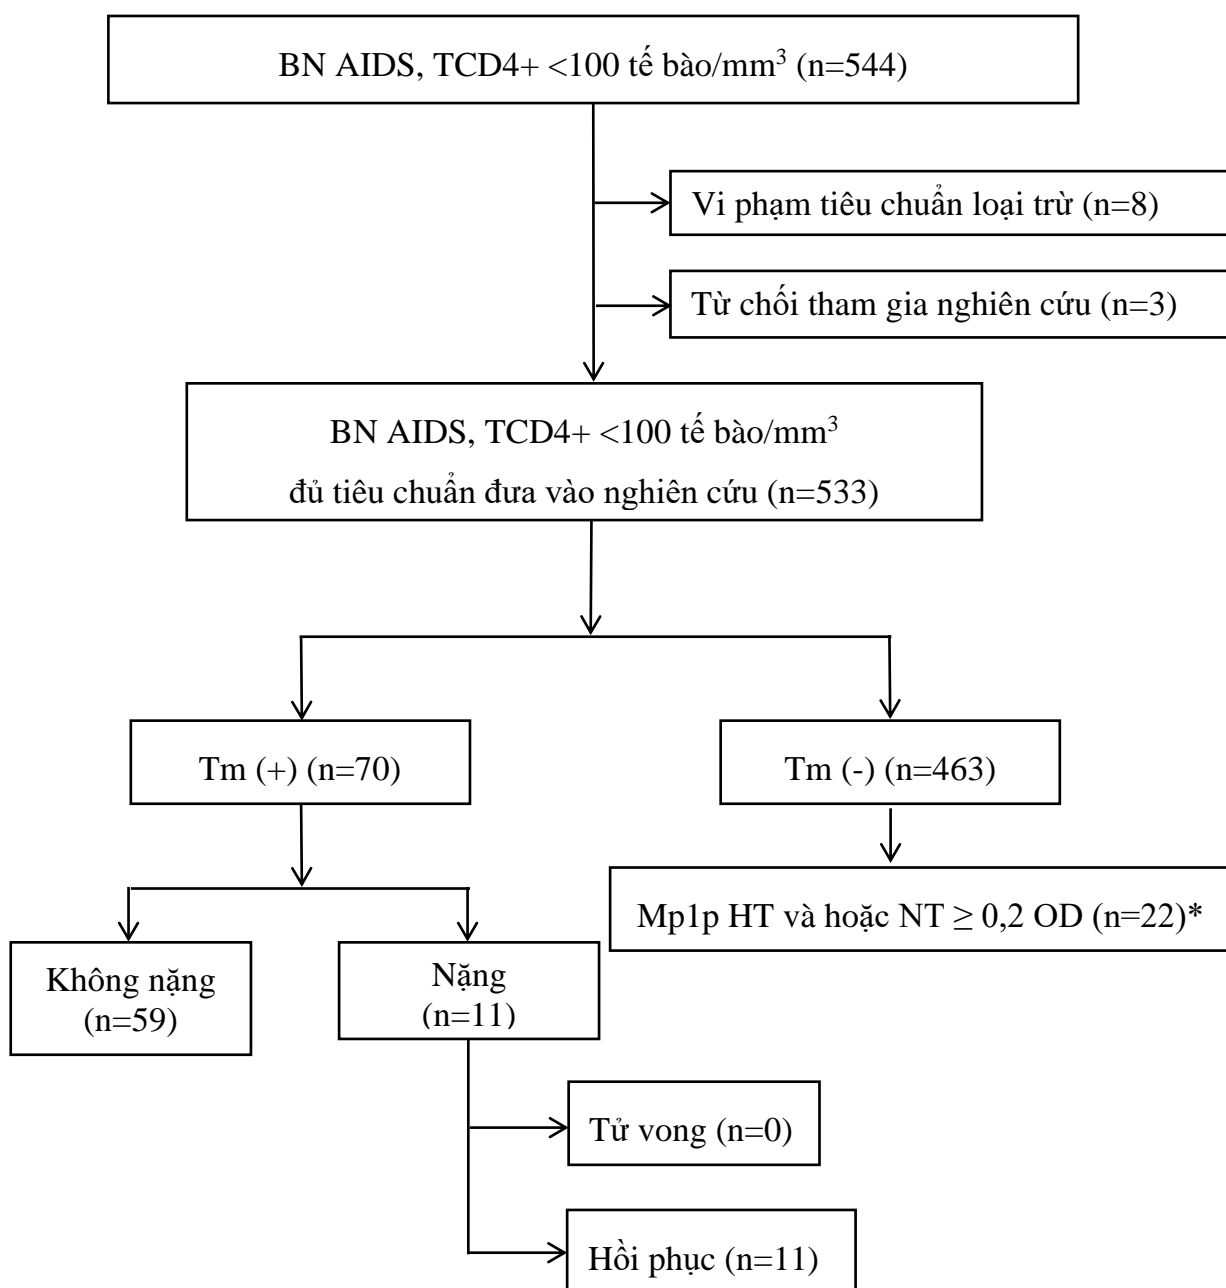 BN AIDS, TCD4+ <100 tế bào/mm³ (n=544)
Vi phạm tiêu chuẩn loại trừ (n=8)
Từ chối tham gia nghiên cứu (n=3)
BN AIDS, TCD4+ <100 tế bào/mm³
đủ tiêu chuẩn đưa vào nghiên cứu (n=533)
Tm (+) (n=70)
Tm (-) (n=463)
Mp1p HT và hoặc NT ≥ 0,2 OD (n=22)*
Không nặng
(n=59)
Nặng
(n=11)
Tử vong (n=0)
Hồi phục (n=11)